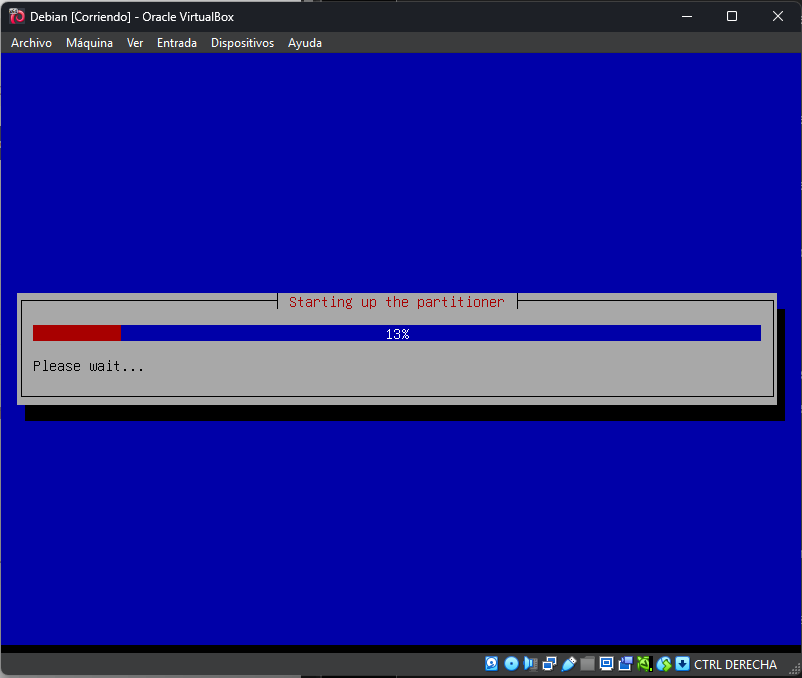 Debian [Corriendo] - Oracle VirtualBox
Archivo Máquina Ver Entrada Dispositivos Ayuda
Starting up the partitioner
13%
Please wait...
CTRL DERECHA